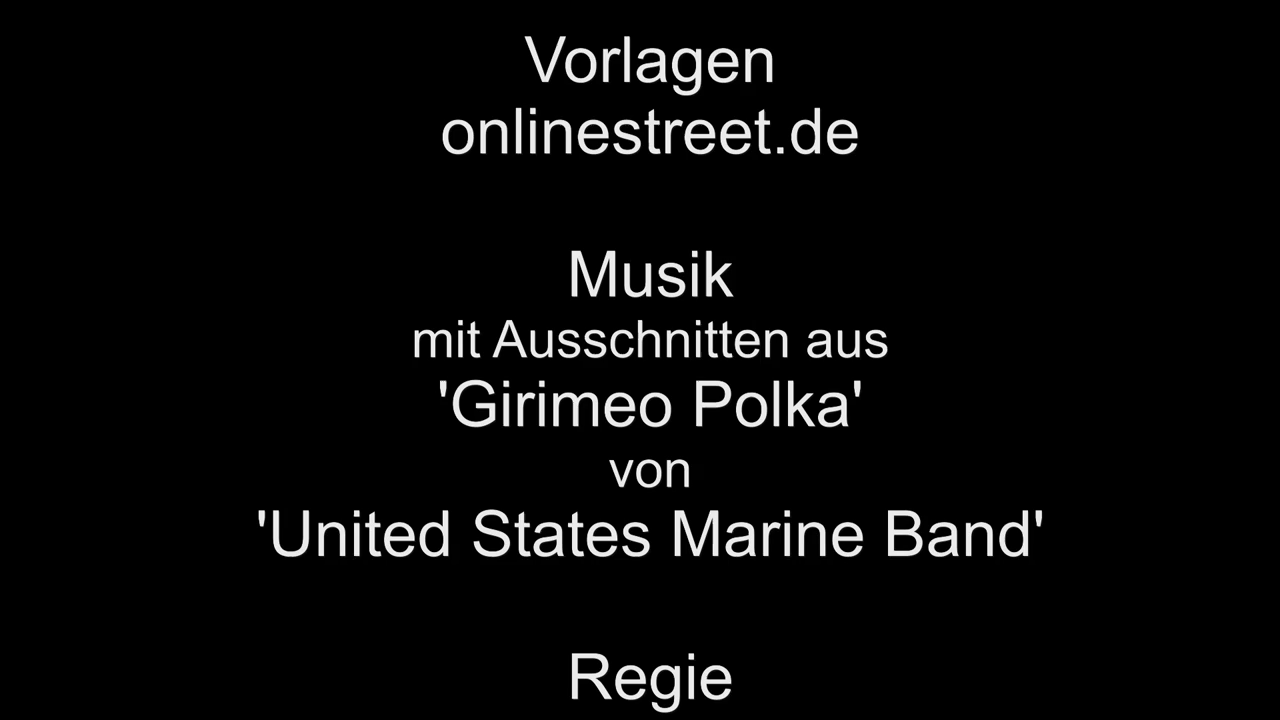 Vorlagen
onlinestreet.de
Musik
mit Ausschnitten aus
'Girimeo Polka'
von
'United States Marine Band'
Regie